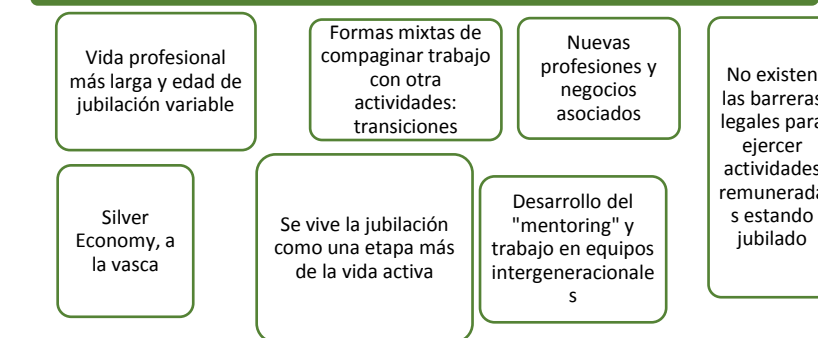 Vida profesional
más larga y edad de
jubilación variable
Formas mixtas de
compaginar trabajo
con otra
actividades:
transiciones
Nuevas
profesiones y
negocios
asociados
No existen
las barreras
legales para
ejercer
actividades
remunerada
s estando
jubilado
Silver
Economy, a
la vasca
Se vive la jubilación
como una etapa más
de la vida activa
Desarrollo del
"mentoring" y
trabajo en equipos
intergeneracionale
s